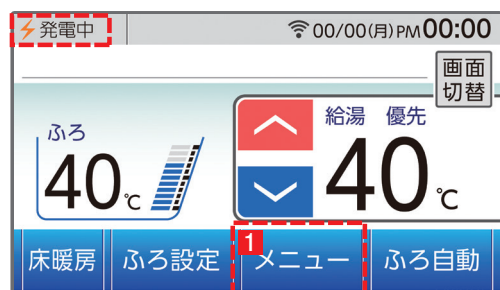 発電中
00/00(月)PM00:00
画面
切替
ふろ
40℃
給湯 優先
40℃
1
床暖房 ふろ設定 メニュー ふろ自動